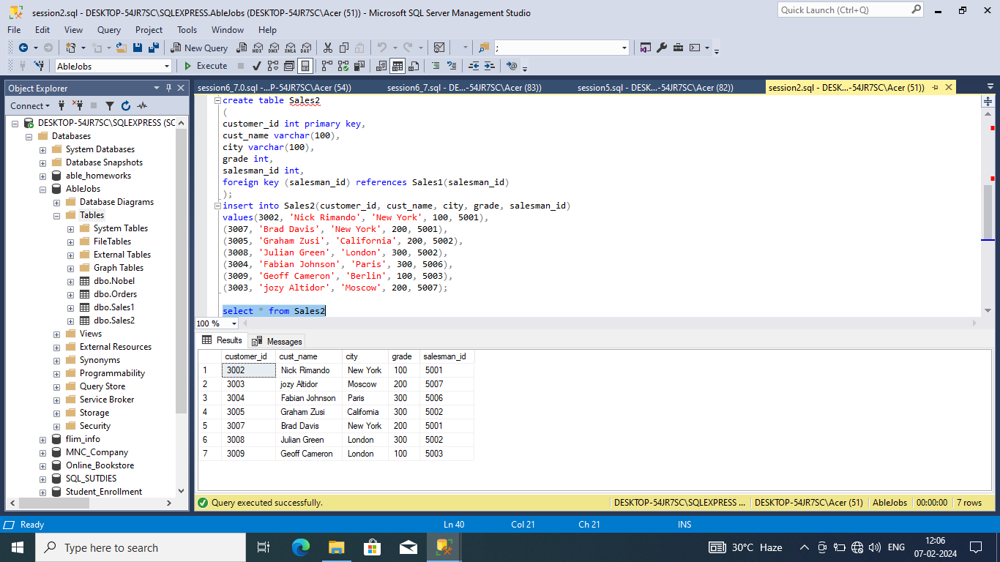 session2.sql - DESKTOP-54JR7SC\SQLEXPRESS.AbleJobs (DESKTOP-54JR7SC\Acer (51)) - Microsoft SQL Server Management Studio
Quick Launch (Ctrl+Q)
File Edit View Query Project Tools Window Help
New Query MDX DMX XMLA DAX ;
AbleJobs Execute
Object Explorer
Connect
DESKTOP-54JR7SC\SQLEXPRESS (SC
Databases
System Databases
Database Snapshots
able_homeworks
AbleJobs
Database Diagrams
Tables
System Tables
FileTables
External Tables
Graph Tables
dbo.Nobel
dbo.Orders
dbo.Sales1
dbo.Sales2
Views
External Resources
Synonyms
Programmability
Query Store
Service Broker
Storage
Security
flim_info
MNC_Company
Online_Bookstore
SQL_SUTDIES
Student_Enrollment
session6_7.0.sql -...P-54JR7SC\Acer (54)) session6_7.sql - DE...-54JR7SC\Acer (83)) session5.sql - DESK...-54JR7SC\Acer (82)) session2.sql - DESK...-54JR7SC\Acer (51))
create table Sales2
(
customer_id int primary key,
cust_name varchar(100),
city varchar(100),
grade int,
salesman_id int,
foreign key (salesman_id) references Sales1(salesman_id)
);
insert into Sales2(customer_id, cust_name, city, grade, salesman_id)
values(3002, 'Nick Rimando', 'New York', 100, 5001),
(3007, 'Brad Davis', 'New York', 200, 5001),
(3005, 'Graham Zusi', 'California', 200, 5002),
(3008, 'Julian Green', 'London', 300, 5002),
(3004, 'Fabian Johnson', 'Paris', 300, 5006),
(3009, 'Geoff Cameron', 'Berlin', 100, 5003),
(3003, 'jozy Altidor', 'Moscow', 200, 5007);
select * from Sales2
100 %
Results Messages
customer_id cust_name city grade salesman_id
1 3002 Nick Rimando New York 100 5001
2 3003 jozy Altidor Moscow 200 5007
3 3004 Fabian Johnson Paris 300 5006
4 3005 Graham Zusi California 300 5002
5 3007 Brad Davis New York 200 5001
6 3008 Julian Green London 300 5002
7 3009 Geoff Cameron London 100 5003
Query executed successfully. DESKTOP-54JR7SC\SQLEXPRESS ... DESKTOP-54JR7SC\Acer (51) AbleJobs 00:00:00 7 rows
Ready Ln 40 Col 21 Ch 21 INS
Type here to search 30°C Haze ENG 12:06
07-02-2024